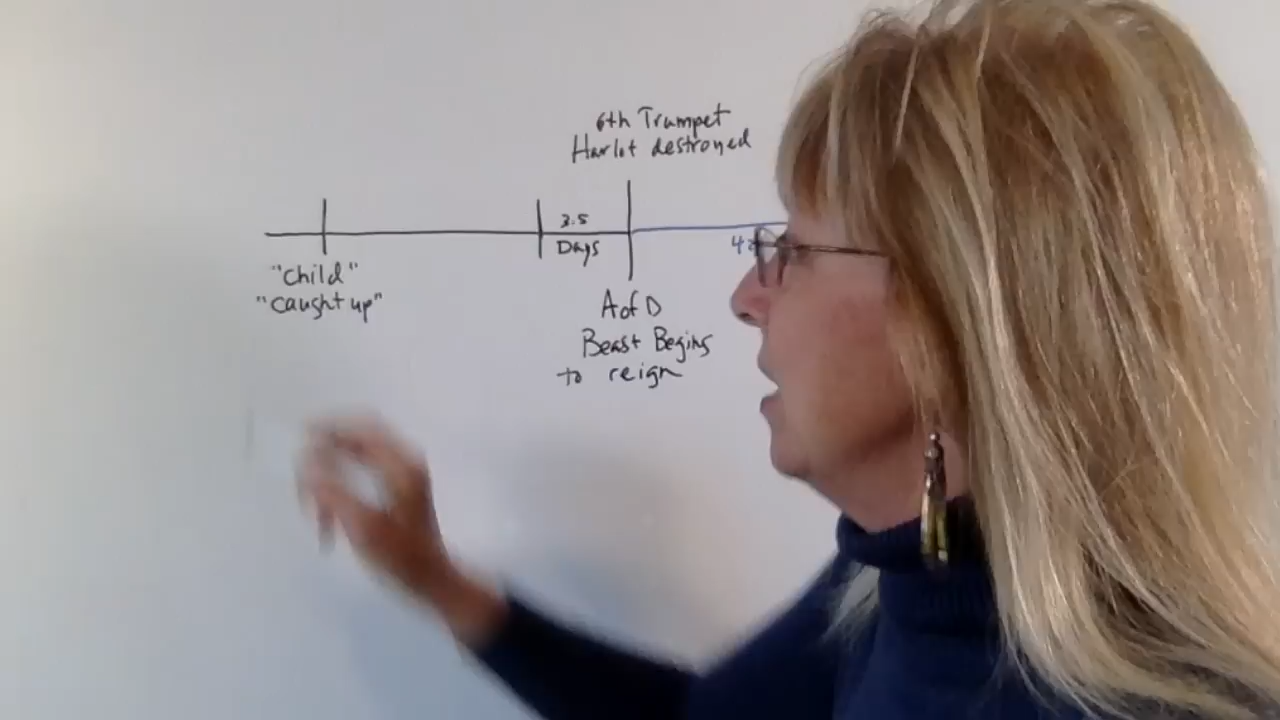 6th Trumpet
Harlot destroyed
3.5
Days
"Child"
"Caught up"
A of D
Beast Begins
to reign